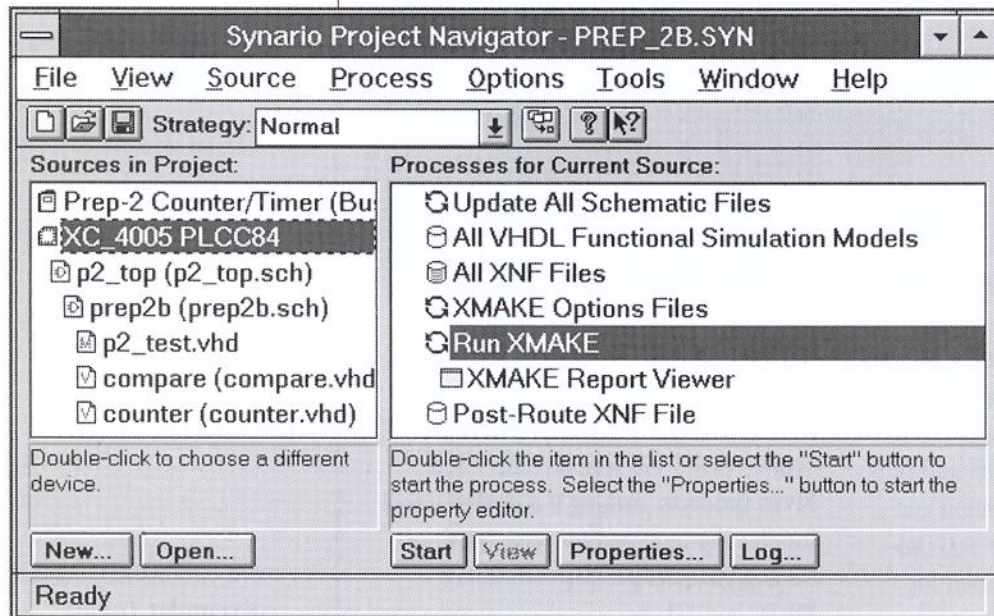 Synario Project Navigator - PREP_2B.SYN
File View Source Process Options Tools Window Help
Strategy: Normal
Sources in Project:
Prep-2 Counter/Timer (Bu
XC_4005 PLCC84
p2_top (p2_top.sch)
prep2b (prep2b.sch)
p2_test.vhd
compare (compare.vhd
counter (counter.vhd)
Double-click to choose a different
device.
New... Open...
Processes for Current Source:
Update All Schematic Files
All VHDL Functional Simulation Models
All XNF Files
XMAKE Options Files
Run XMAKE
XMAKE Report Viewer
Post-Route XNF File
Double-click the item in the list or select the "Start" button to
start the process. Select the "Properties..." button to start the
property editor.
Start View Properties... Log...
Ready